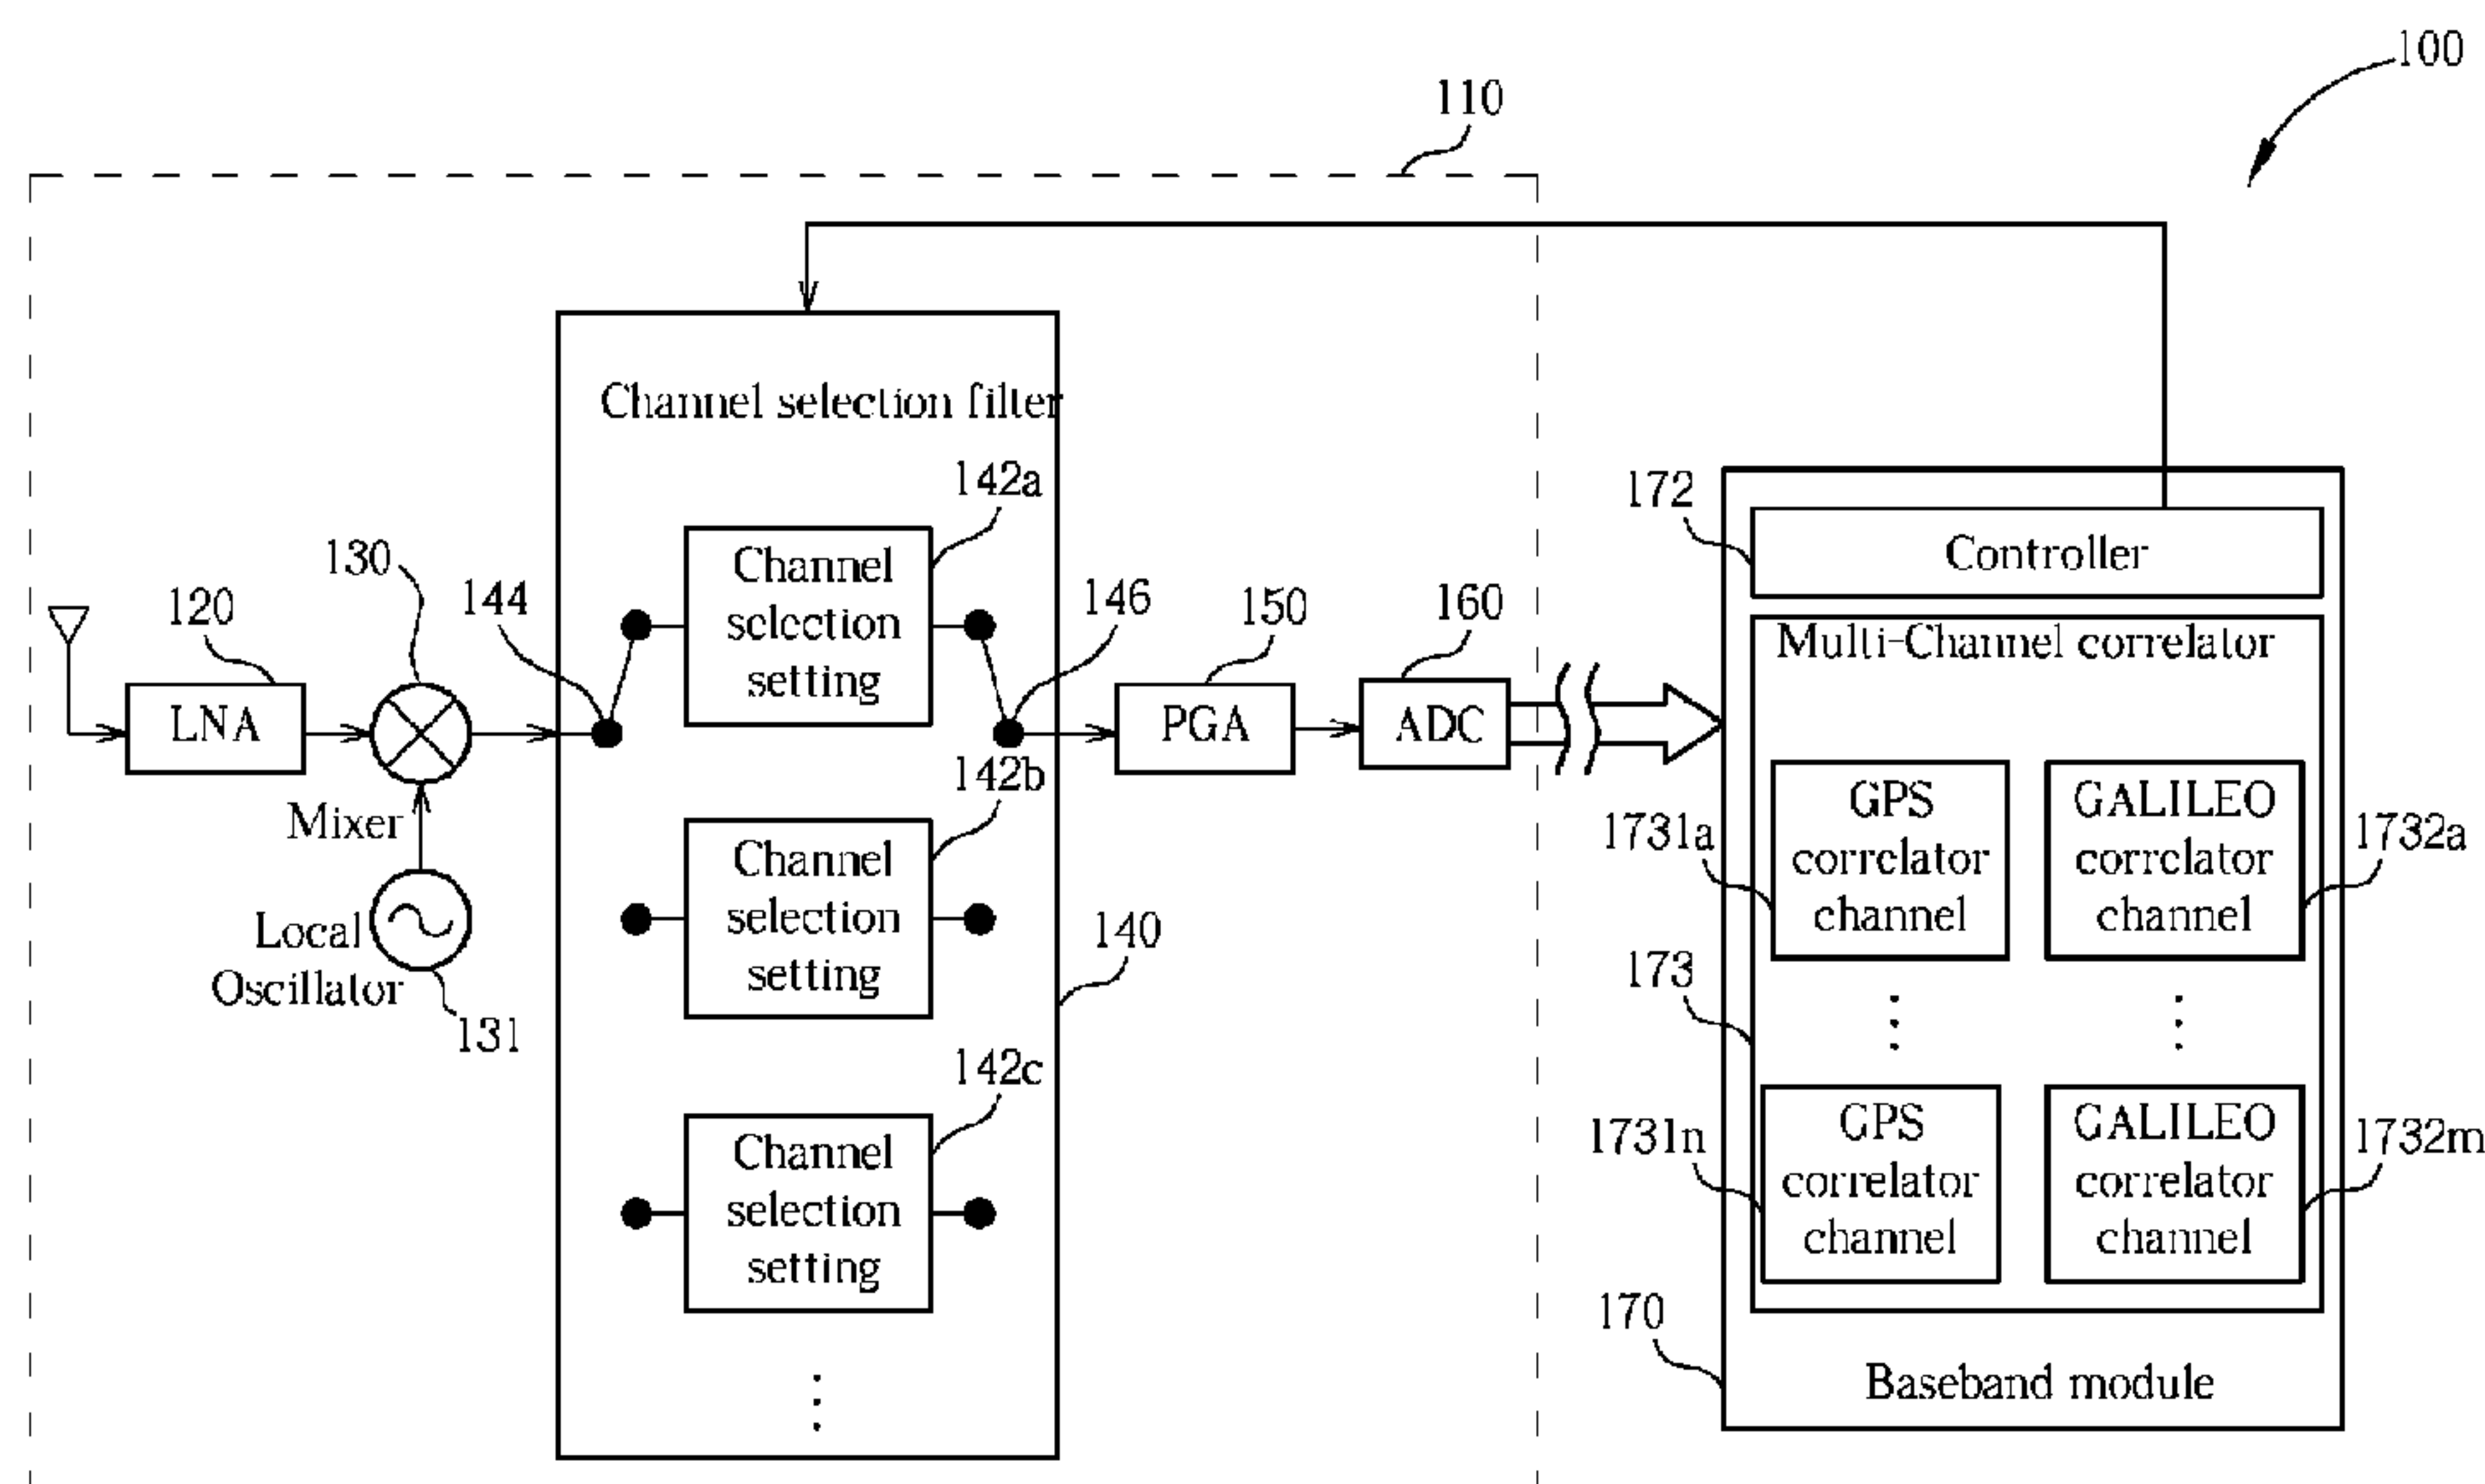 100
110
Channel selection filter
142a
Channel
selection
setting
130
144
120
LNA
Mixer
Local
Oscillator
131
142b
Channel
selection
setting
142c
Channel
selection
setting
140
146
150
PGA
160
ADC
172
Controller
Multi-Channel correlator
1731a
GPS
correlator
channel
GALILEO
correlator
channel
1732a
173
1731n
GPS
correlator
channel
GALILEO
correlator
channel
1732m
170
Baseband module